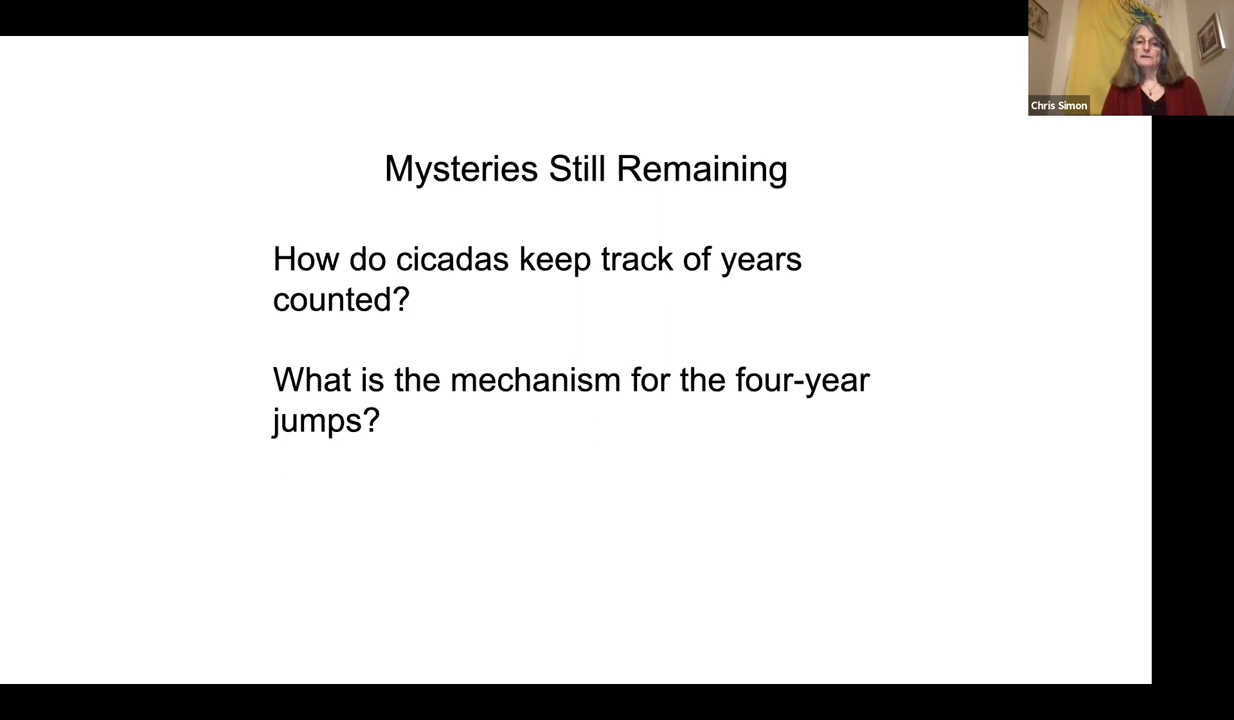 Chris Simon
Mysteries Still Remaining
How do cicadas keep track of years
counted?
What is the mechanism for the four-year
jumps?